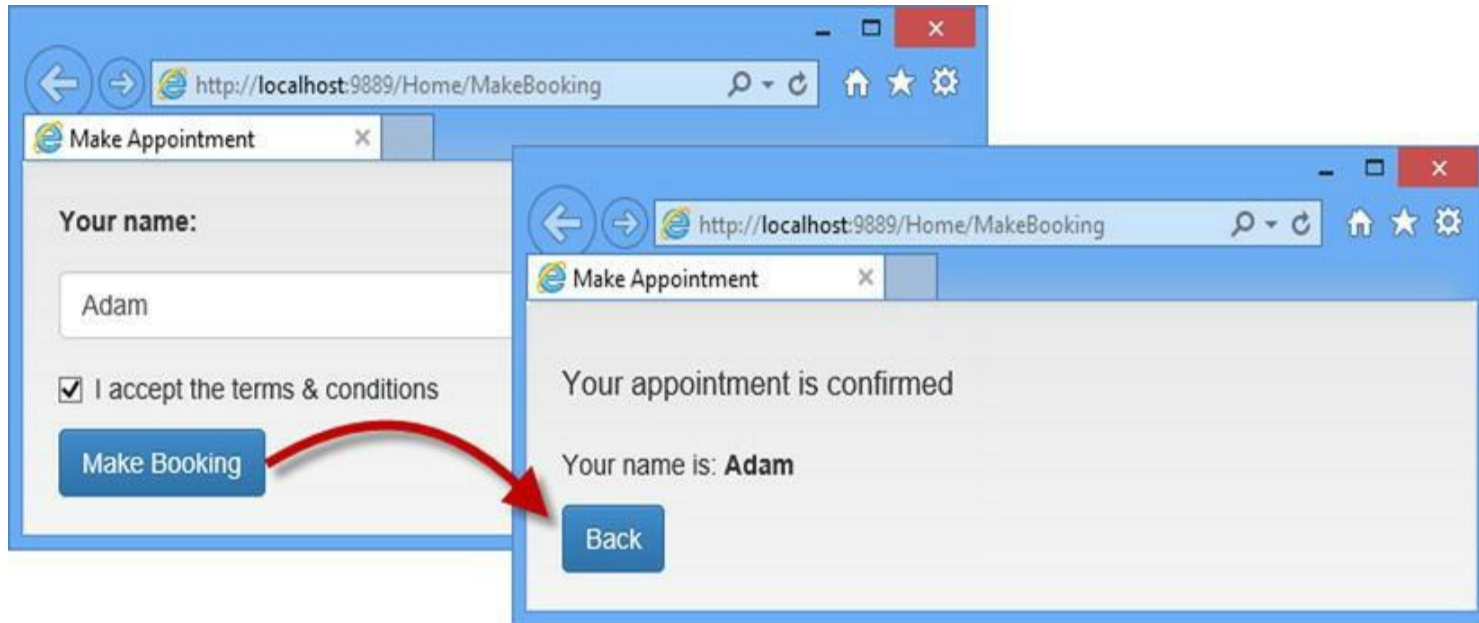 http://localhost:9889/Home/MakeBooking
Make Appointment
Your name:
Adam
I accept the terms & conditions
Make Booking
http://localhost:9889/Home/MakeBooking
Make Appointment
Your appointment is confirmed
Your name is: Adam
Back